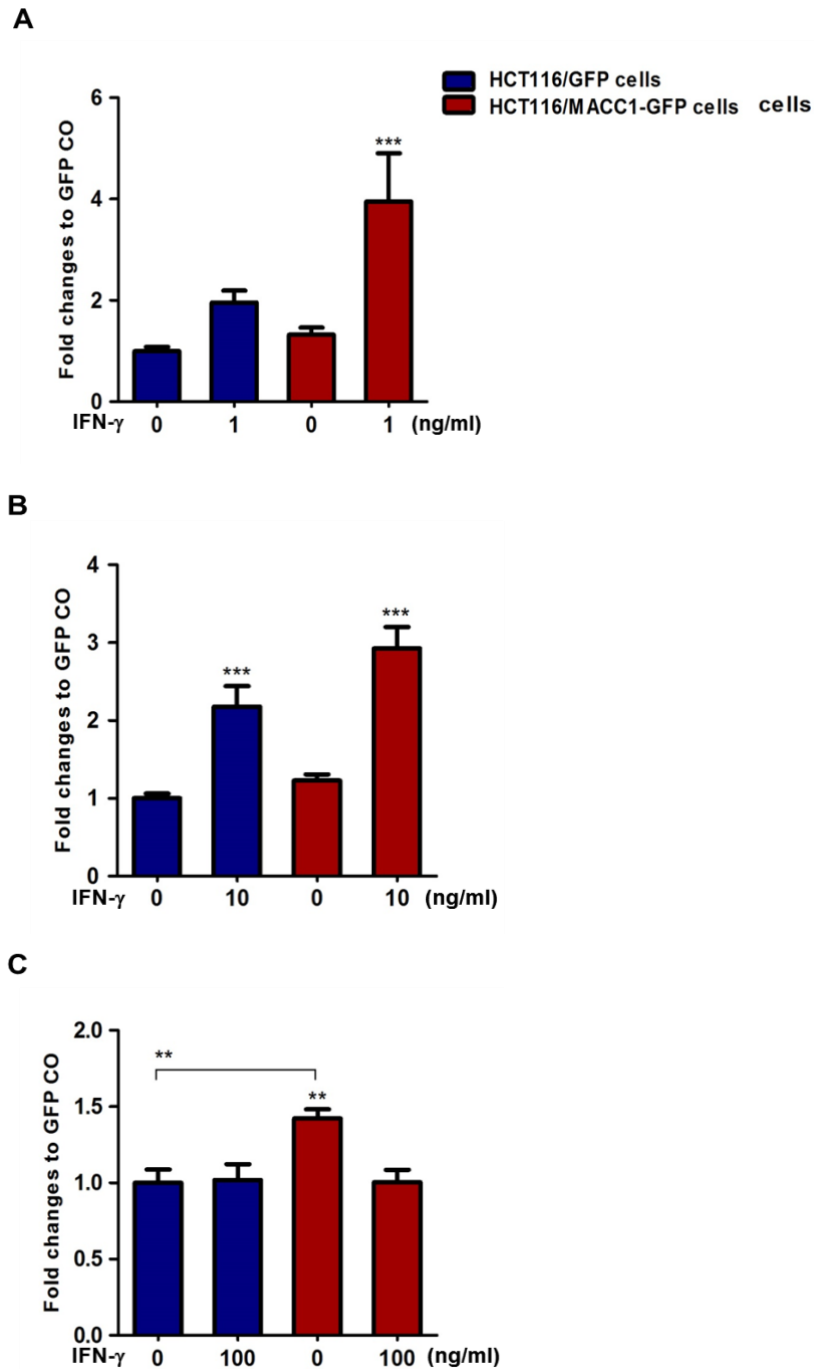 A
HCT116/GFP cells
HCT116/MACC1-GFP cells cells
Fold changes to GFP CO
6
4
2
0
***
IFN-γ 0 1 0 1 (ng/ml)
B
Fold changes to GFP CO
4
3
2
1
0
***
***
IFN-γ 0 10 0 10 (ng/ml)
C
Fold changes to GFP CO
2.0
1.5
1.0
0.5
0.0
**
**
IFN-γ 0 100 0 100 (ng/ml)